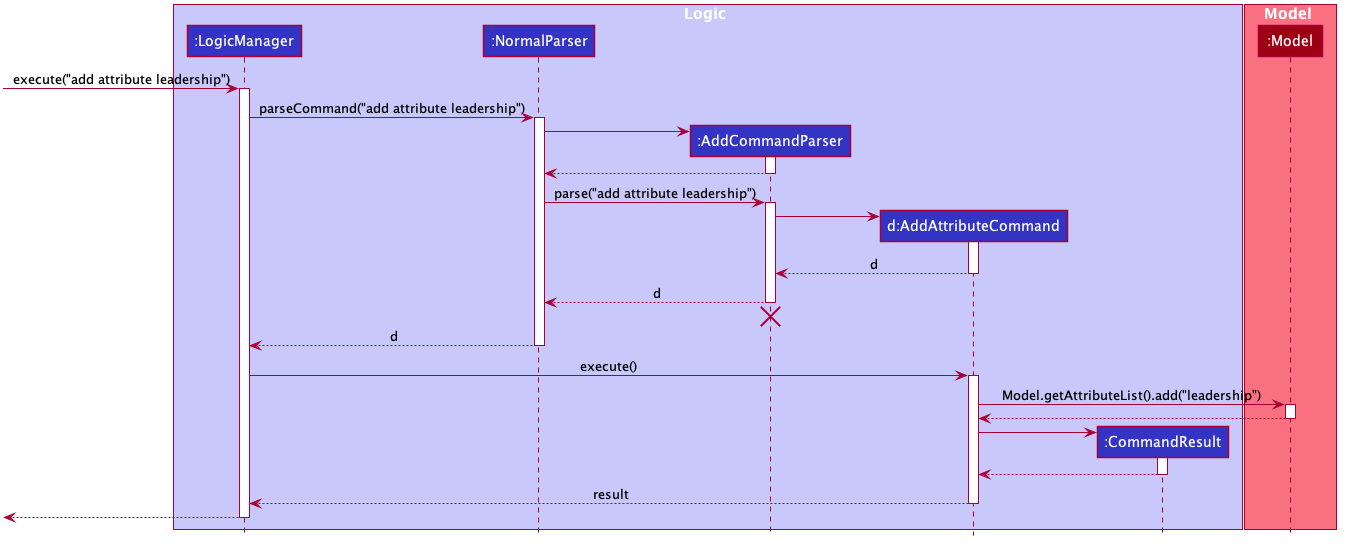 Logic
Model
:LogicManager
:NormalParser
:Model
execute("add attribute leadership")
parseCommand("add attribute leadership")
:AddCommandParser
parse("add attribute leadership")
d:AddAttributeCommand
d
d
d
execute()
Model.getAttributeList().add("leadership")
:CommandResult
result